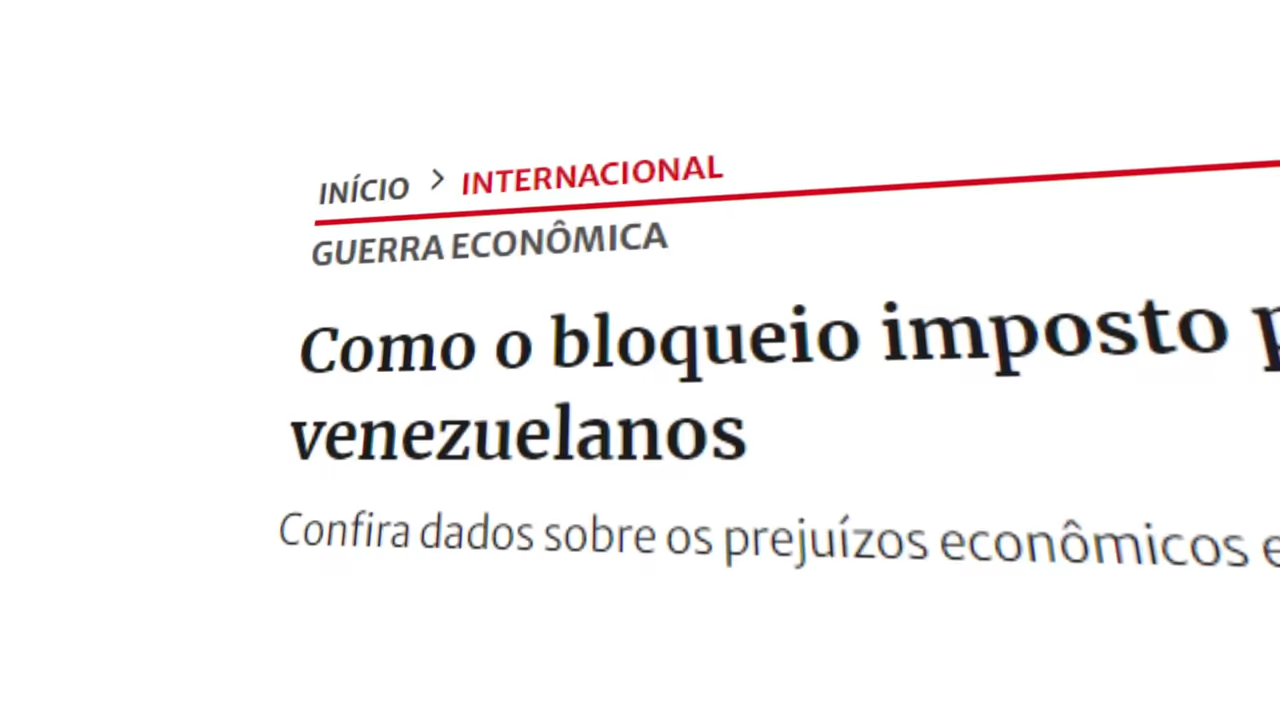 INÍCIO > INTERNACIONAL
GUERRA ECONÔMICA
Como o bloqueio imposto
venezuelanos
Confira dados sobre os prejuízos econômicos